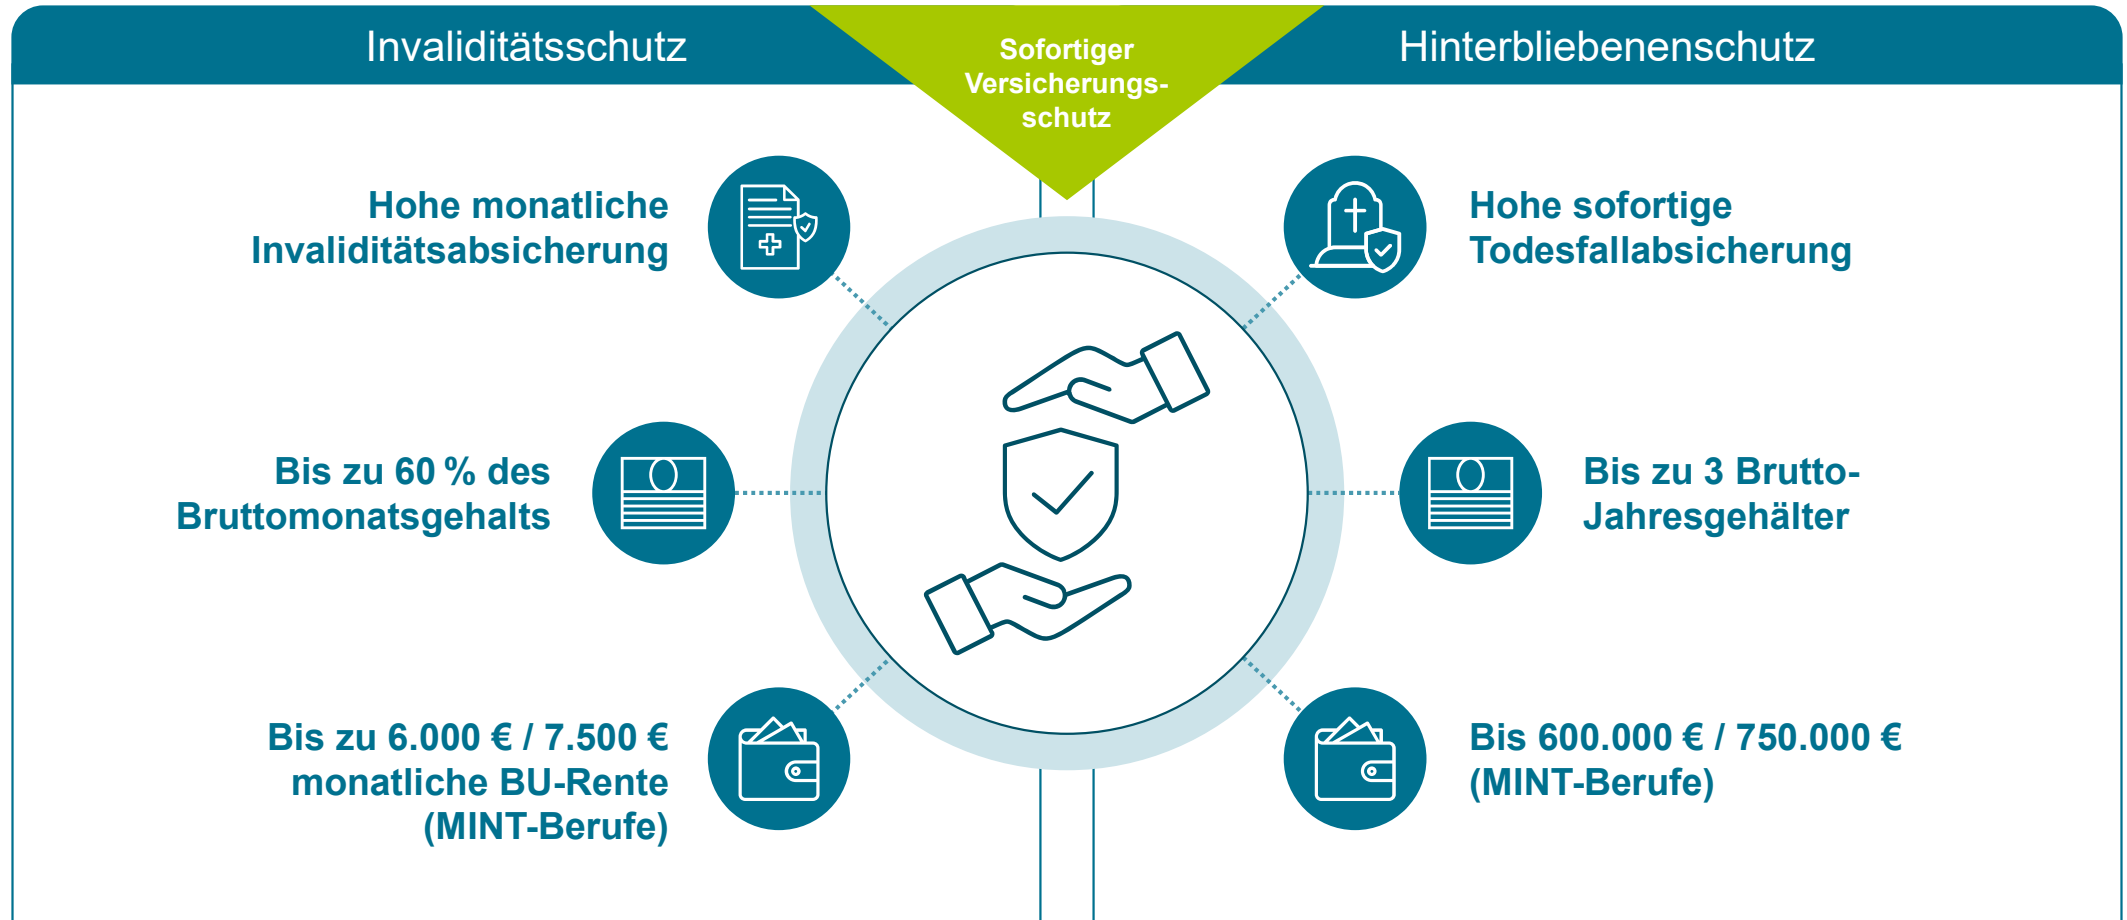 Invaliditätsschutz
Sofortiger
Versicherungs-
schutz
Hinterbliebenenschutz
Hohe monatliche
Invaliditätsabsicherung
Hohe sofortige
Todesfallabsicherung
Bis zu 60 % des
Bruttomonatsgehalts
Bis zu 3 Brutto-
Jahresgehälter
Bis zu 6.000 € / 7.500 €
monatliche BU-Rente
(MINT-Berufe)
Bis 600.000 € / 750.000 €
(MINT-Berufe)